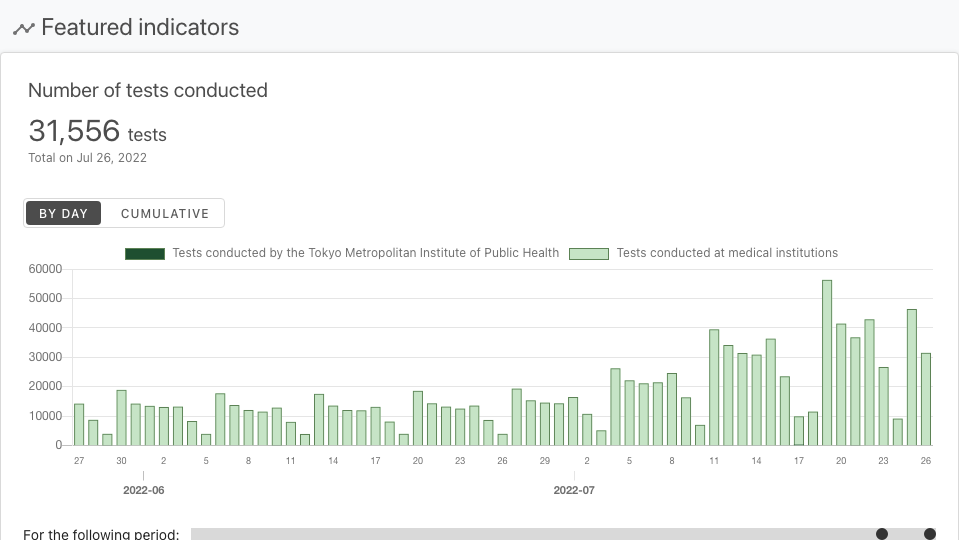 Featured indicators
Number of tests conducted
31,556 tests
Total on Jul 26, 2022
BY DAY CUMULATIVE
Tests conducted by the Tokyo Metropolitan Institute of Public Health Tests conducted at medical institutions
60000
50000
40000
30000
20000
10000
0
27 30 2 5 8 11 14 17 20 23 26 29 2 5 8 11 14 17 20 23 26
2022-06 2022-07
For the following period: